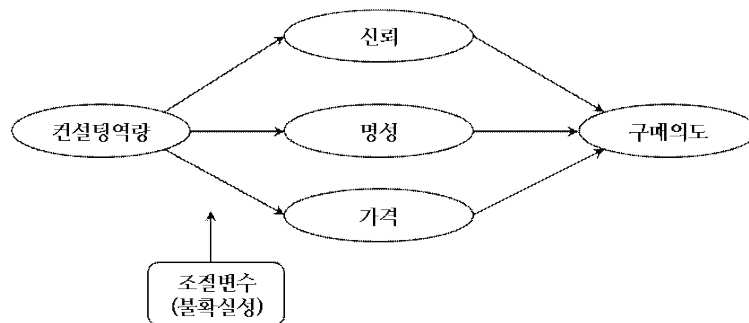 신뢰
컨설팅역량
명성
구매의도
가격
조절변수
(불확실성)